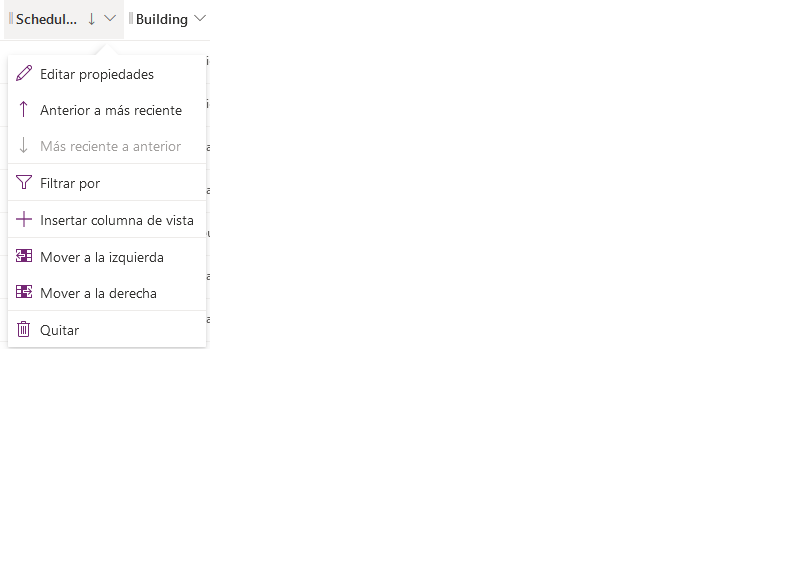 Schedul...
Building
Editar propiedades
Anterior a más reciente
Más reciente a anterior
Filtrar por
Insertar columna de vista
Mover a la izquierda
Mover a la derecha
Quitar